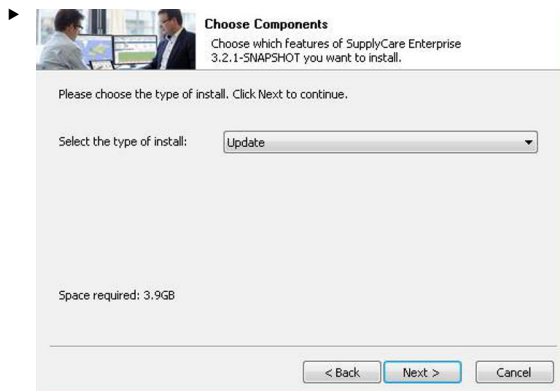 Choose Components
Choose which features of SupplyCare Enterprise
3.2.1-SNAPSHOT you want to install.
Please choose the type of install. Click Next to continue.
Select the type of install:
Update
Space required: 3.9GB
< Back
Next >
Cancel